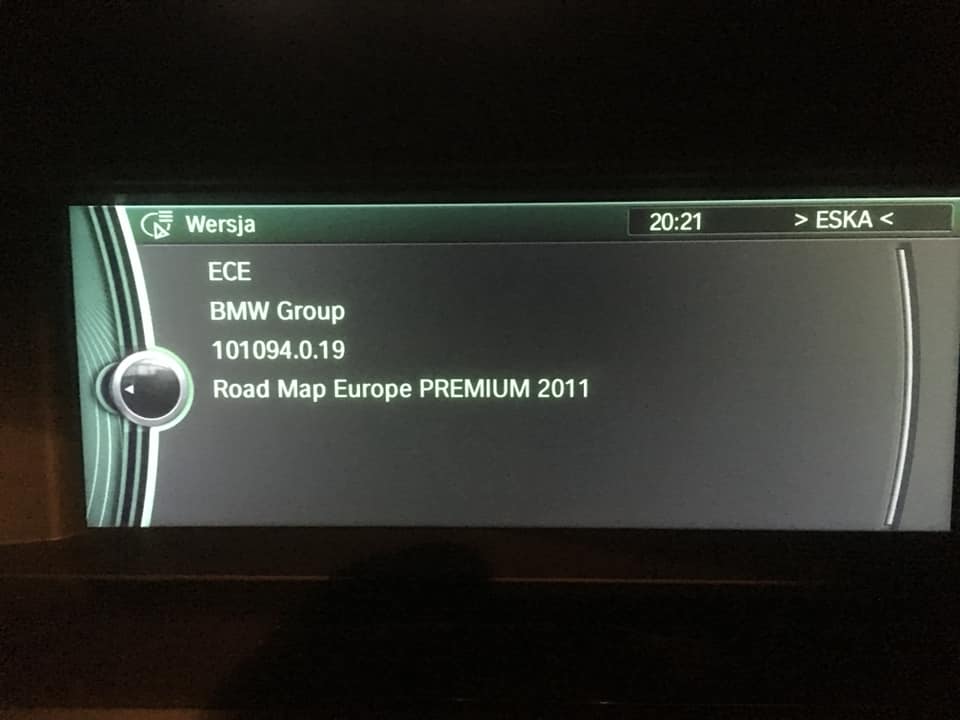 Wersja 20:21 > ESKA <
ECE
BMW Group
101094.0.19
Road Map Europe PREMIUM 2011